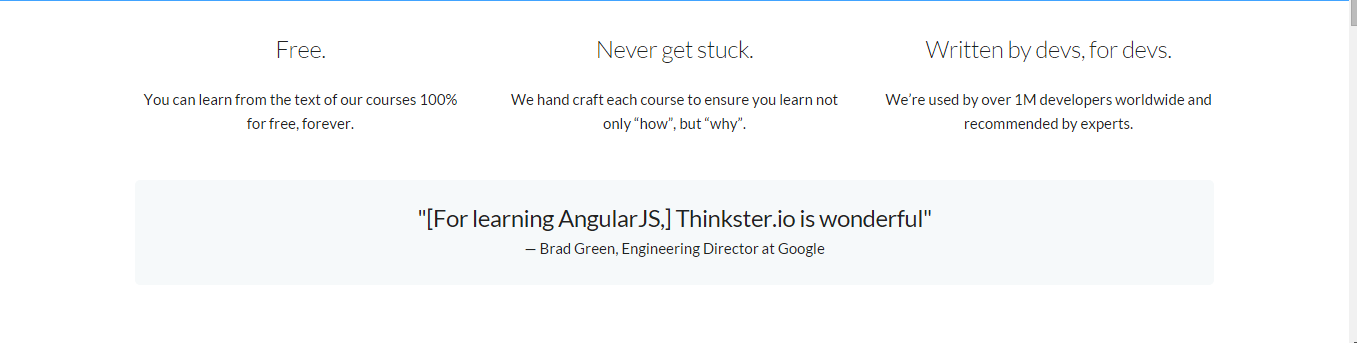 Free.
You can learn from the text of our courses 100%
for free, forever.
Never get stuck.
We hand craft each course to ensure you learn not
only “how”, but “why”.
Written by devs, for devs.
We’re used by over 1M developers worldwide and
recommended by experts.
"[For learning AngularJS,] Thinkster.io is wonderful"
— Brad Green, Engineering Director at Google